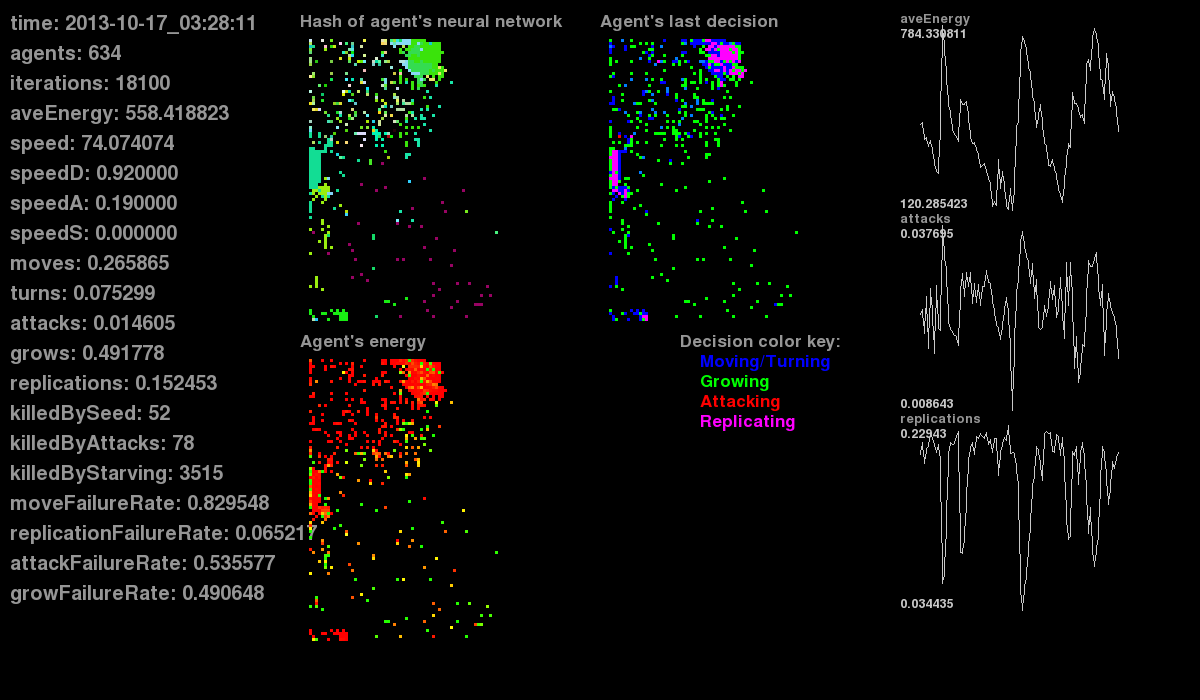 time: 2013-10-17_03:28:11
agents: 634
iterations: 18100
aveEnergy: 558.418823
speed: 74.074074
speedD: 0.920000
speedA: 0.190000
speedS: 0.000000
moves: 0.265865
turns: 0.075299
attacks: 0.014605
grows: 0.491778
replications: 0.152453
killedBySeed: 52
killedByAttacks: 78
killedByStarving: 3515
moveFailureRate: 0.829548
replicationFailureRate: 0.065217
attackFailureRate: 0.535577
growFailureRate: 0.490648
Hash of agent's neural network
Agent's last decision
Agent's energy
Decision color key:
Moving/Turning
Growing
Attacking
Replicating
aveEnergy
784.330811
120.285423
attacks
0.037695
0.008643
replications
0.22943
0.034435